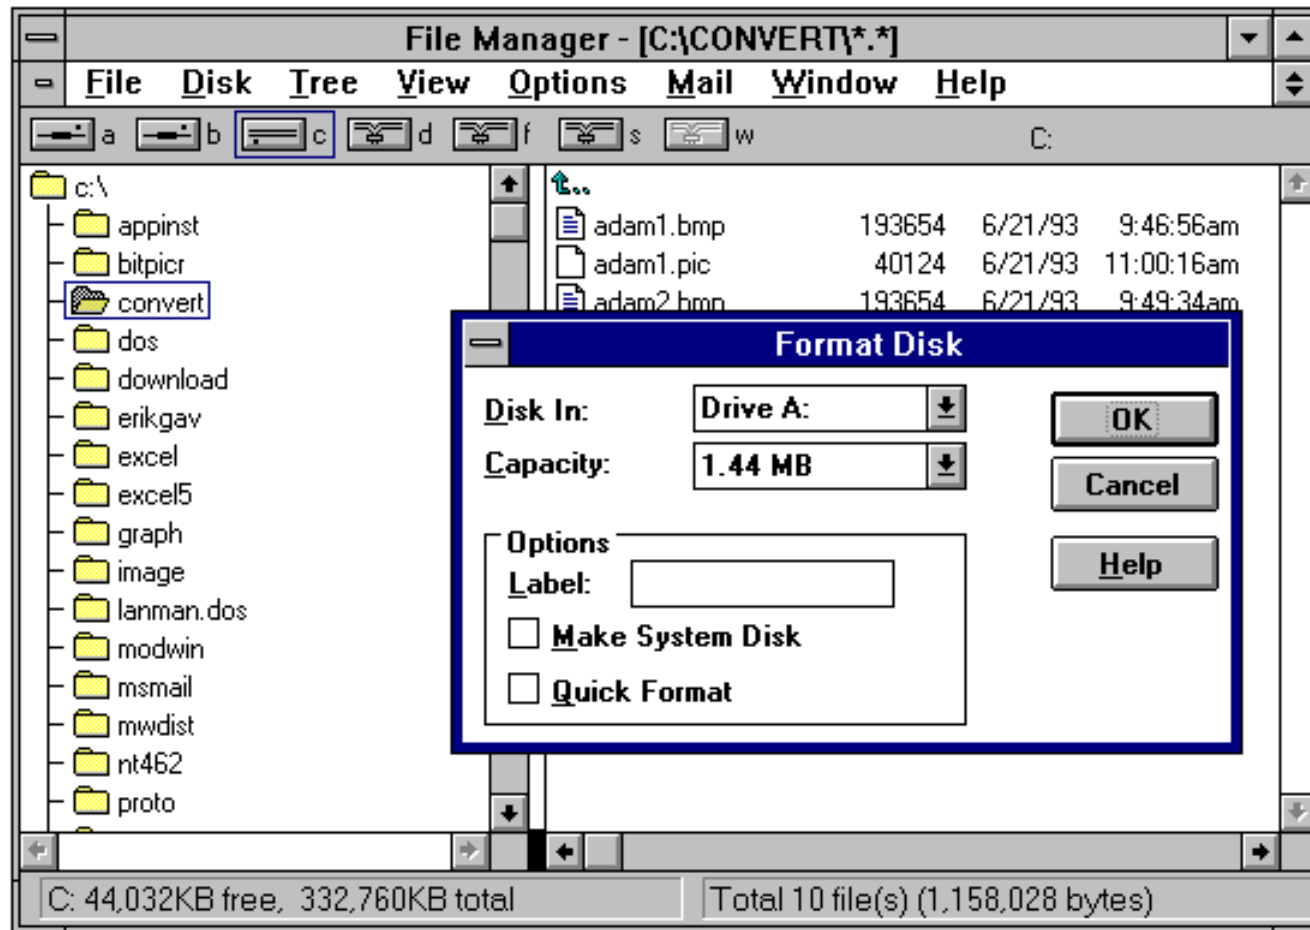 File Manager - [C:\CONVERT\*.*]
File Disk Tree View Options Mail Window Help
a b c d f s w C:
c:\
appinst
bitpicr
convert
dos
download
erikgav
excel
excel5
graph
image
lanman.dos
modwin
msmail
mwdist
nt462
proto
..
adam1.bmp 193654 6/21/93 9:46:56am
adam1.pic 40124 6/21/93 11:00:16am
adam2.bmp 193654 6/21/93 9:49:34am
Format Disk
Disk In: Drive A:
Capacity: 1.44 MB
Options
Label:
Make System Disk
Quick Format
OK
Cancel
Help
C: 44,032KB free, 332,760KB total
Total 10 file(s) (1,158,028 bytes)